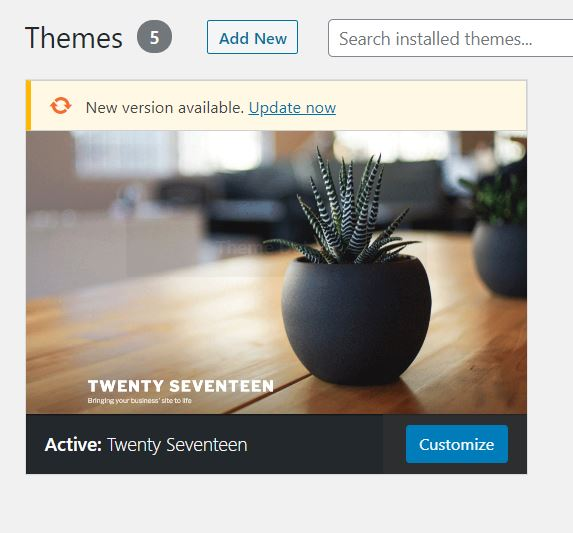 Themes 5 Add New Search installed themes...
New version available. Update now
TWENTY SEVENTEEN
Bringing your business' site to life
Active: Twenty Seventeen Customize